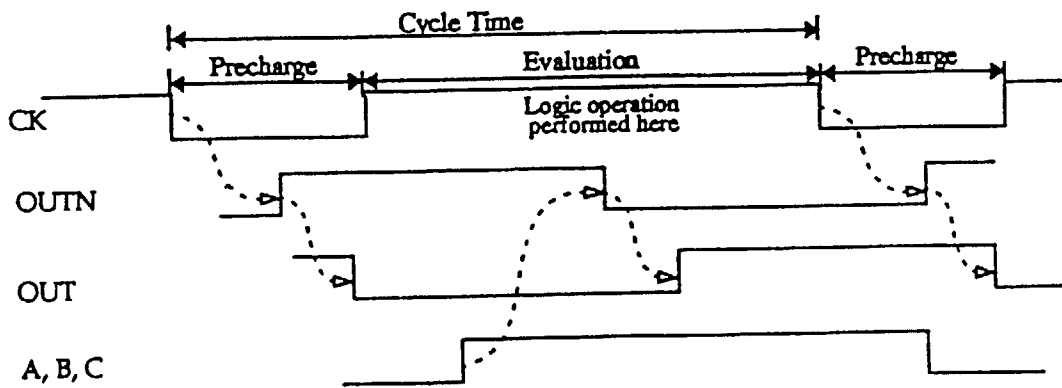 Cycle Time
Precharge
Evaluation
Precharge
CK
Logic operation
performed here
OUTN
OUT
A, B, C